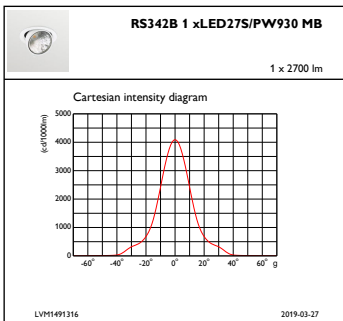 RS342B 1 xLED27S/PW930 MB
1 x 2700 lm
Cartesian intensity diagram
(cd/1000lm)
5000
4000
3000
2000
1000
0
-60° -40° -20° 0° 20° 40° 60° g
LVM1491316 2019-03-27